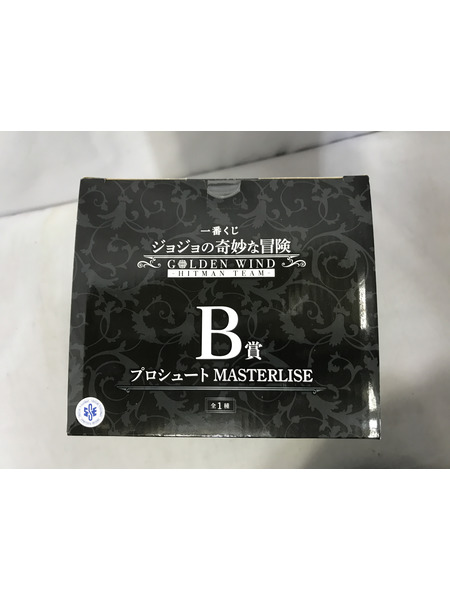 一番くじ
ジョジョの奇妙な冒険
GOLDEN WIND
HITMAN TEAM
B賞
プロシュート MASTERLISE
全1種